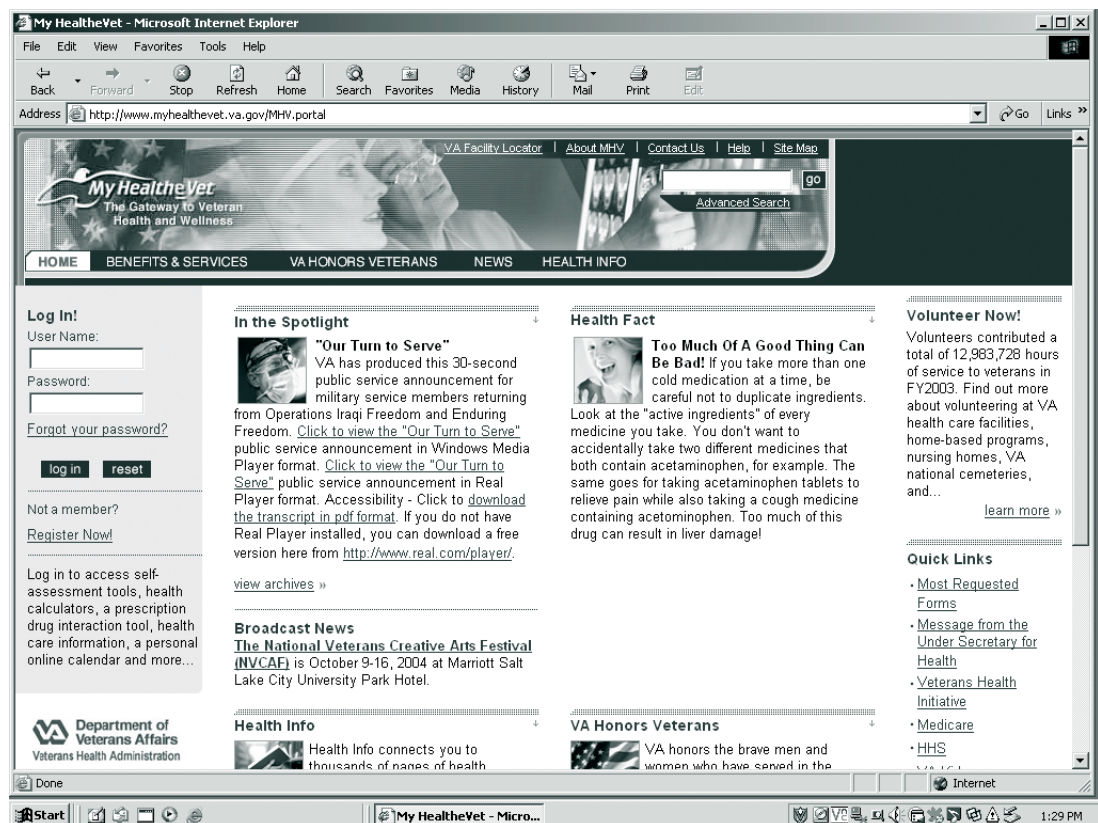 My HealtheVet - Microsoft Internet Explorer
File Edit View Favorites Tools Help
Back Forward Stop Refresh Home Search Favorites Media History Mail Print Edit
Address http://www.myhealthevet.va.gov/MHV.portal Go Links »
VA Facility Locator | About MHV | Contact Us | Help | Site Map
go
Advanced Search
My HealtheVet
The Gateway to Veteran
Health and Wellness
HOME BENEFITS & SERVICES VA HONORS VETERANS NEWS HEALTH INFO
Log In!
User Name:
Password:
Forgot your password?
log in reset
Not a member?
Register Now!
Log in to access self-
assessment tools, health
calculators, a prescription
drug interaction tool, health
care information, a personal
online calendar and more...
Department of
Veterans Affairs
Veterans Health Administration
In the Spotlight
"Our Turn to Serve"
VA has produced this 30-second
public service announcement for
military service members returning
from Operations Iraqi Freedom and Enduring
Freedom. Click to view the "Our Turn to Serve"
public service announcement in Windows Media
Player format. Click to view the "Our Turn to
Serve" public service announcement in Real
Player format. Accessibility - Click to download
the transcript in pdf format. If you do not have
Real Player installed, you can download a free
version here from http://www.real.com/player/.
view archives »
Broadcast News
The National Veterans Creative Arts Festival
(NVCAF) is October 9-16, 2004 at Marriott Salt
Lake City University Park Hotel.
Health Info
Health Info connects you to
thousands of pages of health
Health Fact
Too Much Of A Good Thing Can
Be Bad! If you take more than one
cold medication at a time, be
careful not to duplicate ingredients.
Look at the "active ingredients" of every
medicine you take. You don't want to
accidentally take two different medicines that
both contain acetaminophen, for example. The
same goes for taking acetaminophen tablets to
relieve pain while also taking a cough medicine
containing acetominophen. Too much of this
drug can result in liver damage!
VA Honors Veterans
VA honors the brave men and
women who have served in the
Volunteer Now!
Volunteers contributed a
total of 12,983,728 hours
of service to veterans in
FY2003. Find out more
about volunteering at VA
health care facilities,
home-based programs,
nursing homes, VA
national cemeteries,
and...
learn more »
Quick Links
• Most Requested
Forms
• Message from the
Under Secretary for
Health
• Veterans Health
Initiative
• Medicare
• HHS
Done Internet
Start My HealtheVet - Micro... 1:29 PM